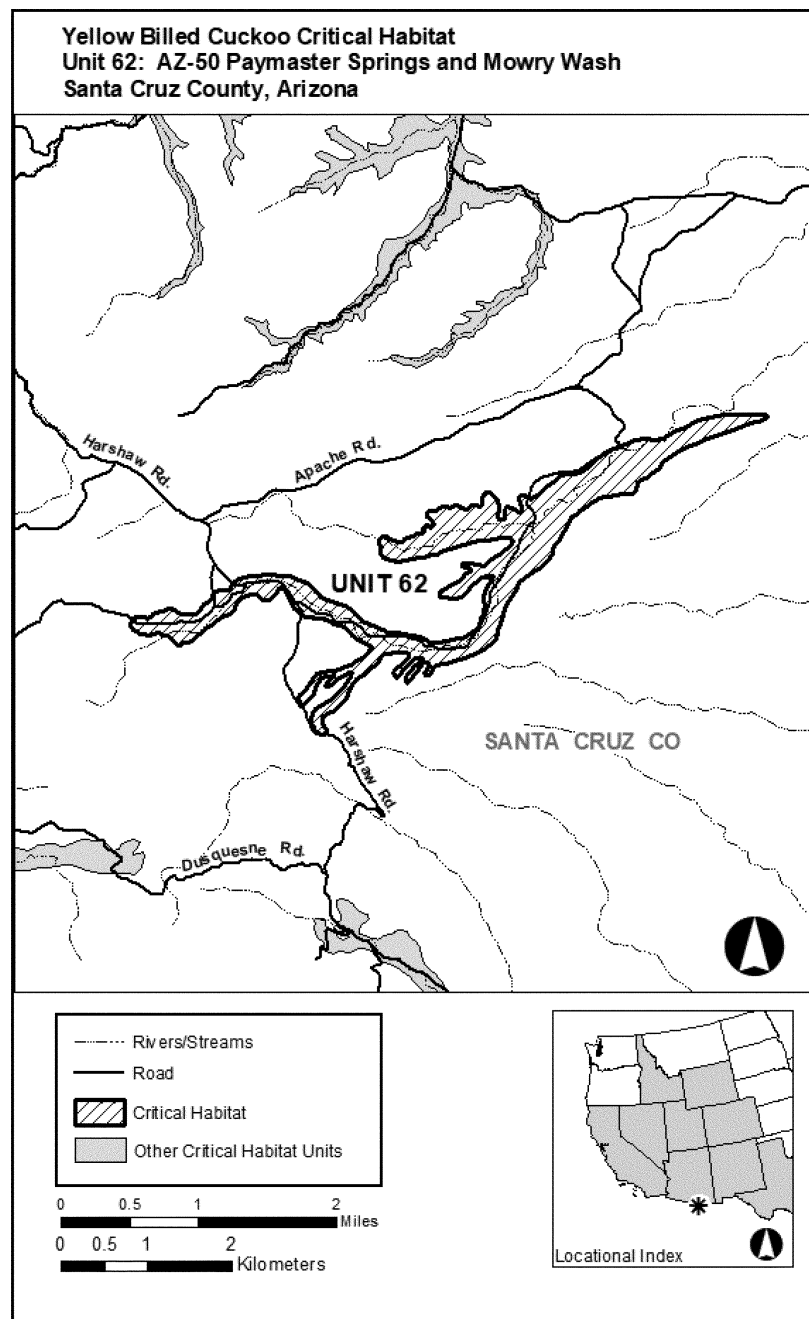 Yellow Billed Cuckoo Critical Habitat
Unit 62: AZ-50 Paymaster Springs and Mowry Wash
Santa Cruz County, Arizona
Harshaw Rd.
Apache Rd.
UNIT 62
SANTA CRUZ CO
Harshaw Rd.
Dusquesne Rd.
Rivers/Streams
Road
Critical Habitat
Other Critical Habitat Units
0 0.5 1 2
Miles
0 0.5 1 2
Kilometers
Locational Index